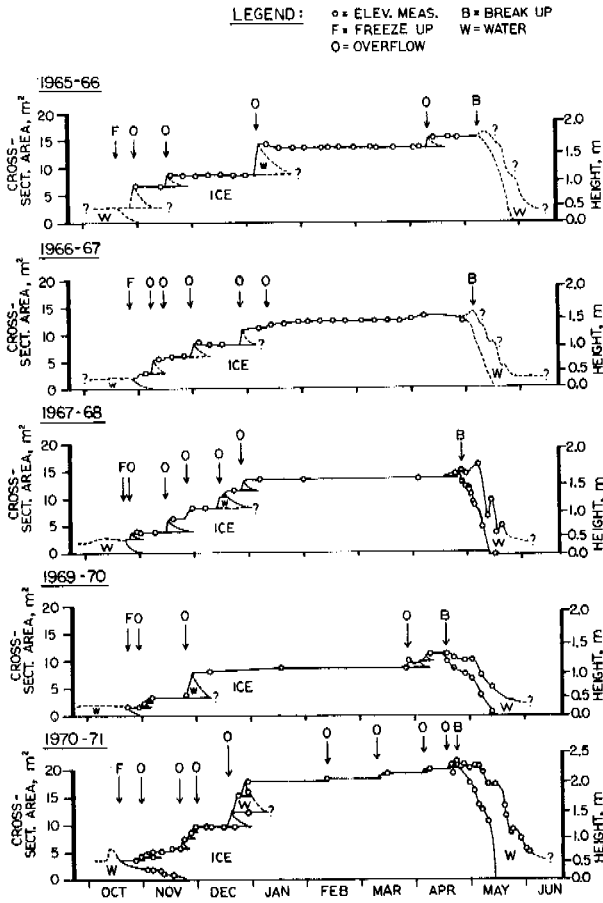 LEGEND: o = ELEV. MEAS. B = BREAK UP
F = FREEZE UP W = WATER
O = OVERFLOW
1965-66
CROSS-SECT. AREA, m²
20
15
10
5
0
F O O O O B
? W ? ICE W ? ? ? W ?
2.0
1.5
1.0
0.5
0.0
HEIGHT, m
1966-67
CROSS-SECT. AREA, m²
20
15
10
5
0
F O O O O O B
? W ICE ? ? W ?
2.0
1.5
1.0
0.5
0.0
HEIGHT, m
1967-68
CROSS-SECT. AREA, m²
20
15
10
5
0
F O O O O O B
W W ICE ? W ?
2.0
1.5
1.0
0.5
0.0
HEIGHT, m
1969-70
CROSS-SECT. AREA, m²
20
15
10
5
0
F O O O B
W W ? ICE W ?
2.0
1.5
1.0
0.5
0.0
HEIGHT, m
1970-71
CROSS-SECT. AREA, m²
25
20
15
10
5
0
F O O O O O O O O B
W ICE W ? W ?
2.5
2.0
1.5
1.0
0.5
0.0
HEIGHT, m
OCT NOV DEC JAN FEB MAR APR MAY JUN